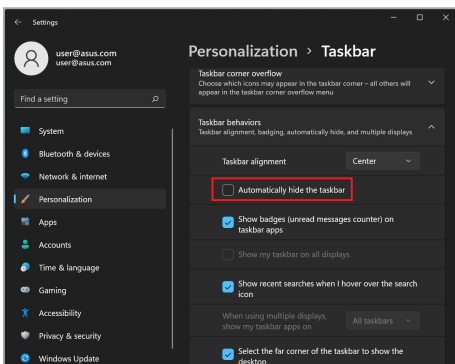 Settings
user@asus.com
user@asus.com
Find a setting
System
Bluetooth & devices
Network & internet
Personalization
Apps
Accounts
Time & language
Gaming
Accessibility
Privacy & security
Windows Update
Personalization > Taskbar
Taskbar corner overflow
Choose which icons may appear in the taskbar corner – all others will
appear in the taskbar corner overflow menu
Taskbar behaviors
Taskbar alignment, badging, automatically hide, and multiple displays
Taskbar alignment
Center
Automatically hide the taskbar
Show badges (unread messages counter) on
taskbar apps
Show my taskbar on all displays
Show recent searches when I hover over the search
icon
When using multiple displays,
show my taskbar apps on
All taskbars
Select the far corner of the taskbar to show the
desktop